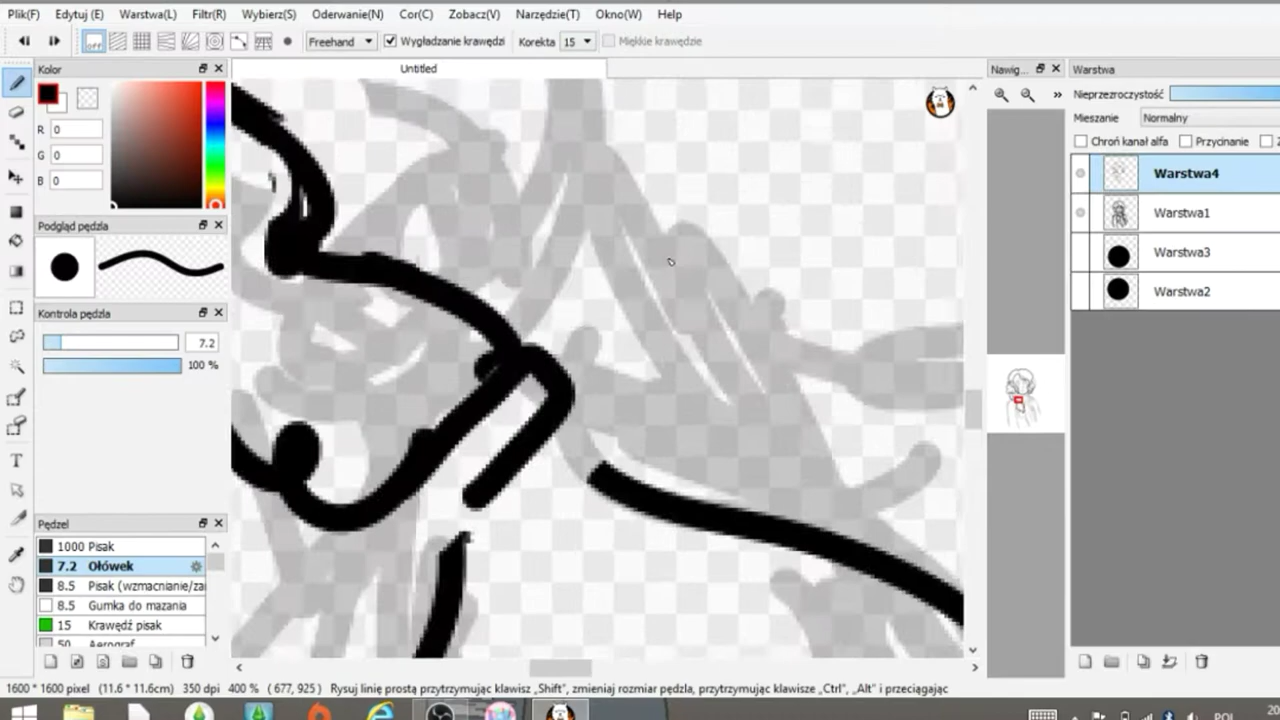 Plik(F) Edytuj (E) Warstwa(L) Filtr(R) Wybierz(S) Oderwanie(N) Cor(C) Zobacz(V) Narzędzie(T) Okno(W) Help
off Freehand Wygładzanie krawędzi Korekta 15 Miękkie krawędzie
Kolor
Untitled
Nawig...
Warstwa
Nieprzezroczystość
Mieszanie Normalny
R 0
G 0
B 0
Chroń kanał alfa Przycinanie
Warstwa4
Warstwa1
Warstwa3
Warstwa2
Podgląd pędzla
Kontrola pędzla
7.2
100 %
Pędzel
1000 Pisak
7.2 Ołówek
8.5 Pisak (wzmacnianie/za
8.5 Gumka do mazania
15 Krawędź pisak
50 Aerograf
T
1600 * 1600 pixel (11.6 * 11.6cm) 350 dpi 400 % ( 677, 925 ) Rysuj linię prostą przytrzymując klawisz „Shift”, zmieniaj rozmiar pędzla, przytrzymując klawisze „Ctrl”, „Alt” i przeciągając
POL